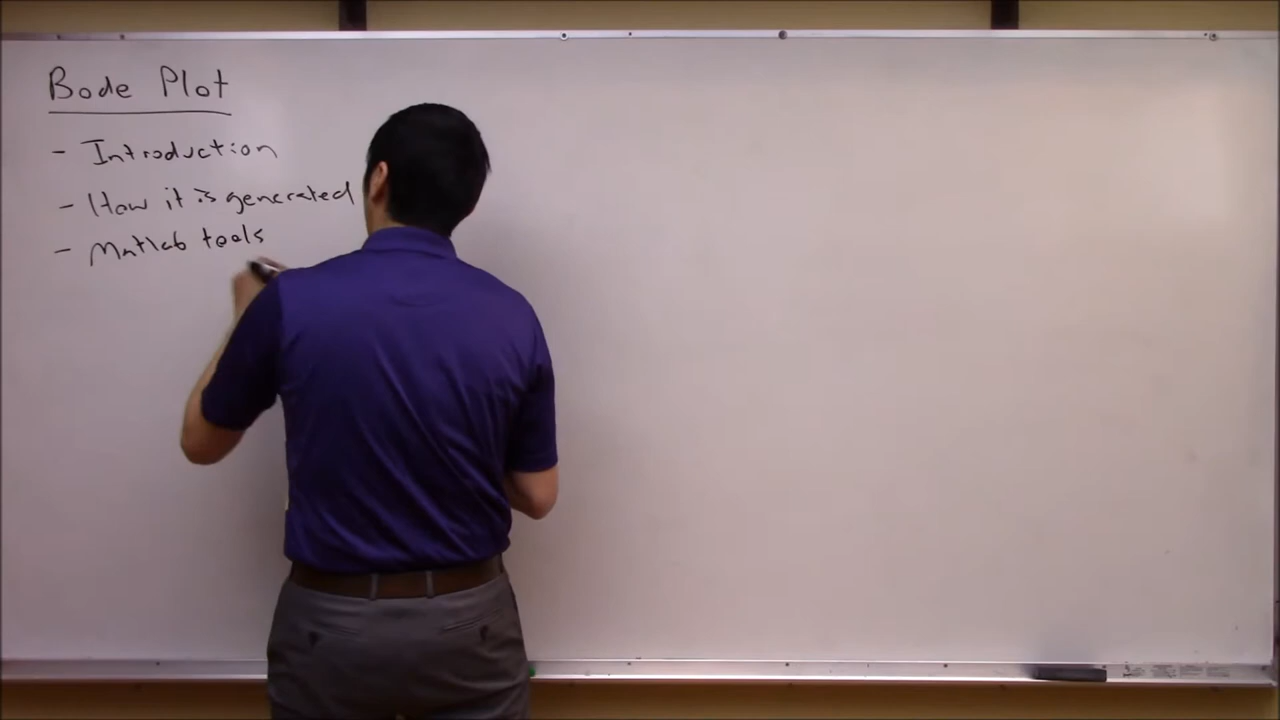 Bode Plot
- Introduction
- How it is generated
- Matlab tools